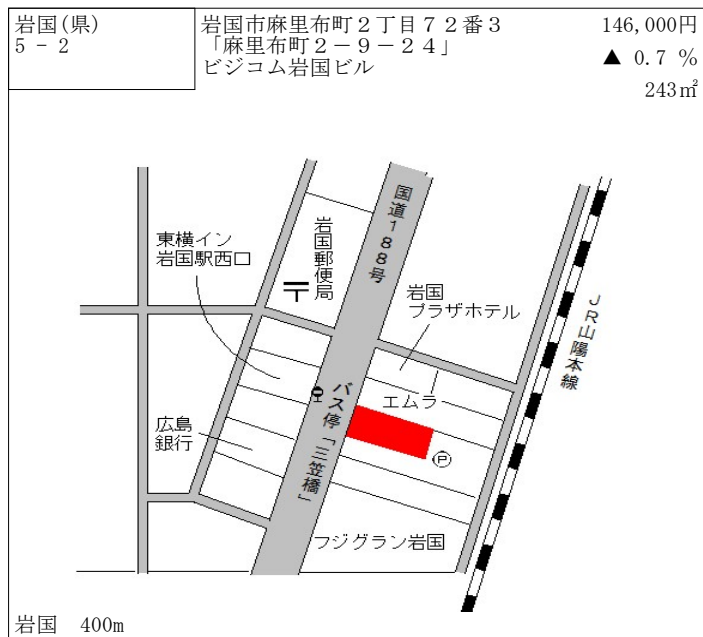 岩国(県)
5 - 2
岩国市麻里布町２丁目７２番３
「麻里布町２－９－２４」
ビジコム岩国ビル
146,000円
▲ 0.7 %
243㎡
国道１８８号
岩国郵便局
〒
東横イン
岩国駅西口
岩国
プラザホテル
ＪＲ山陽本線
エムラ
バス停「三笠橋」
広島
銀行
Ⓟ
フジグラン岩国
岩国　400m